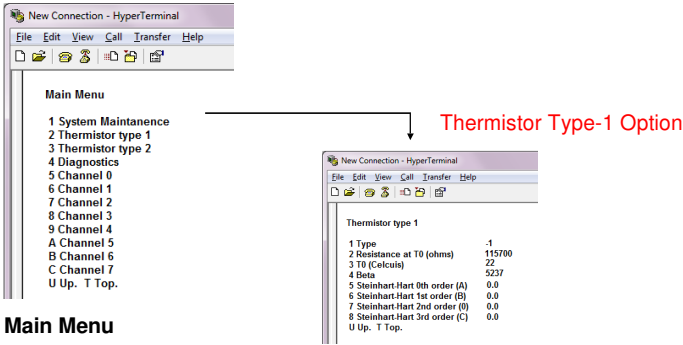 New Connection - HyperTerminal
File Edit View Call Transfer Help
Main Menu
1 System Maintanence
2 Thermistor type 1
3 Thermistor type 2
4 Diagnostics
5 Channel 0
6 Channel 1
7 Channel 2
8 Channel 3
9 Channel 4
A Channel 5
B Channel 6
C Channel 7
U Up. T Top.
Main Menu
Thermistor Type-1 Option
New Connection - HyperTerminal
File Edit View Call Transfer Help
Thermistor type 1
1 Type -1
2 Resistance at T0 (ohms) 115700
3 T0 (Celcuis) 22
4 Beta 5237
5 Steinhart-Hart 0th order (A) 0.0
6 Steinhart-Hart 1st order (B) 0.0
7 Steinhart-Hart 2nd order (0) 0.0
8 Steinhart-Hart 3rd order (C) 0.0
U Up. T Top.